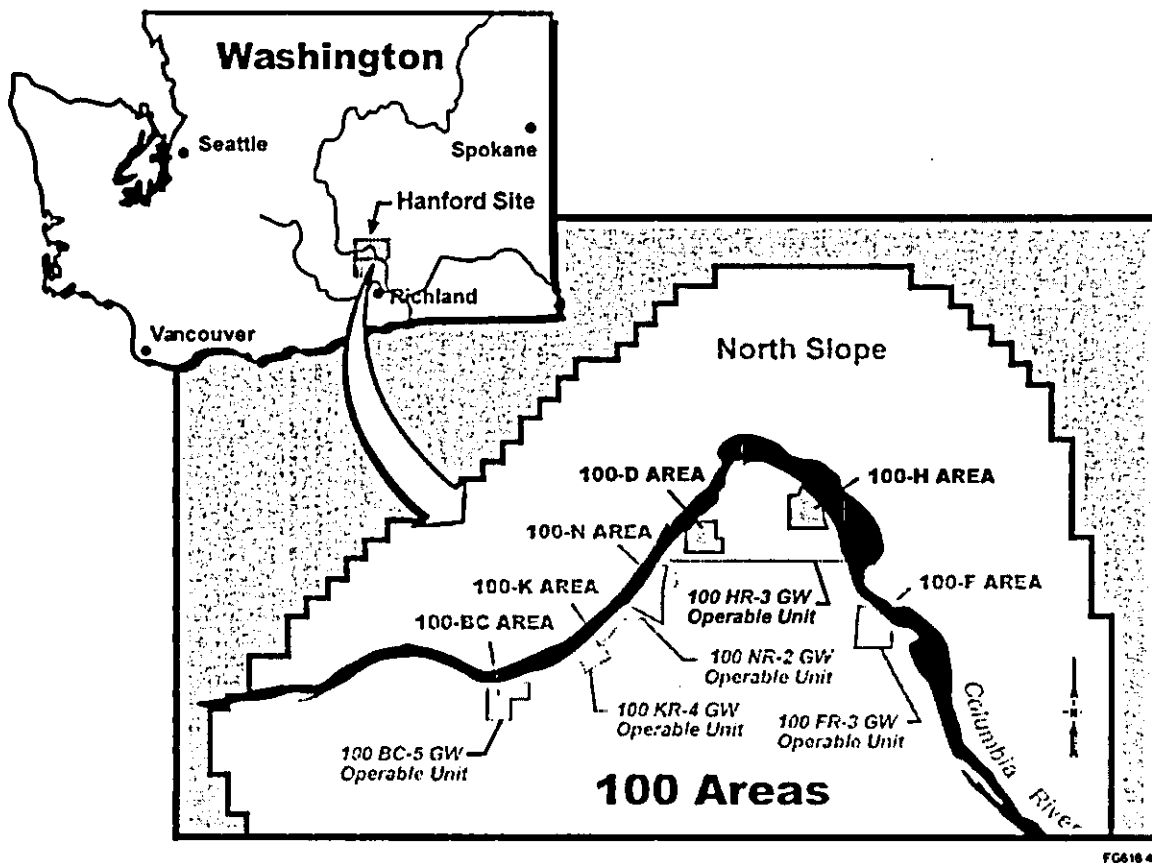 Washington
Seattle
Spokane
Hanford Site
Richland
Vancouver
North Slope
100-D AREA
100-H AREA
100-N AREA
100-K AREA
100-F AREA
100 HR-3 GW
Operable Unit
100-BC AREA
100 NR-2 GW
Operable Unit
100 KR-4 GW
Operable Unit
100 FR-3 GW
Operable Unit
100 BC-5 GW
Operable Unit
Columbia
River
N
100 Areas
FG616 4